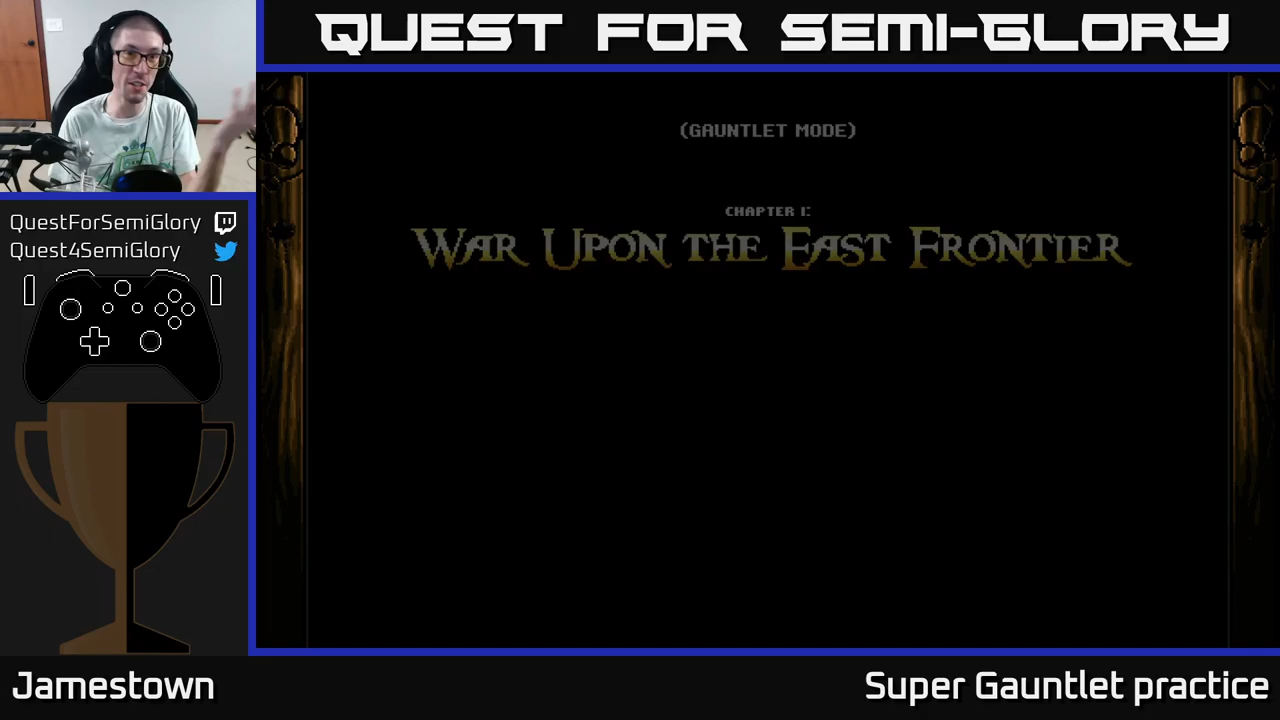 QUEST FOR SEMI-GLORY
(GAUNTLET MODE)
CHAPTER I:
WAR UPON THE EAST FRONTIER
QuestForSemiGlory
Quest4SemiGlory
Jamestown
Super Gauntlet practice